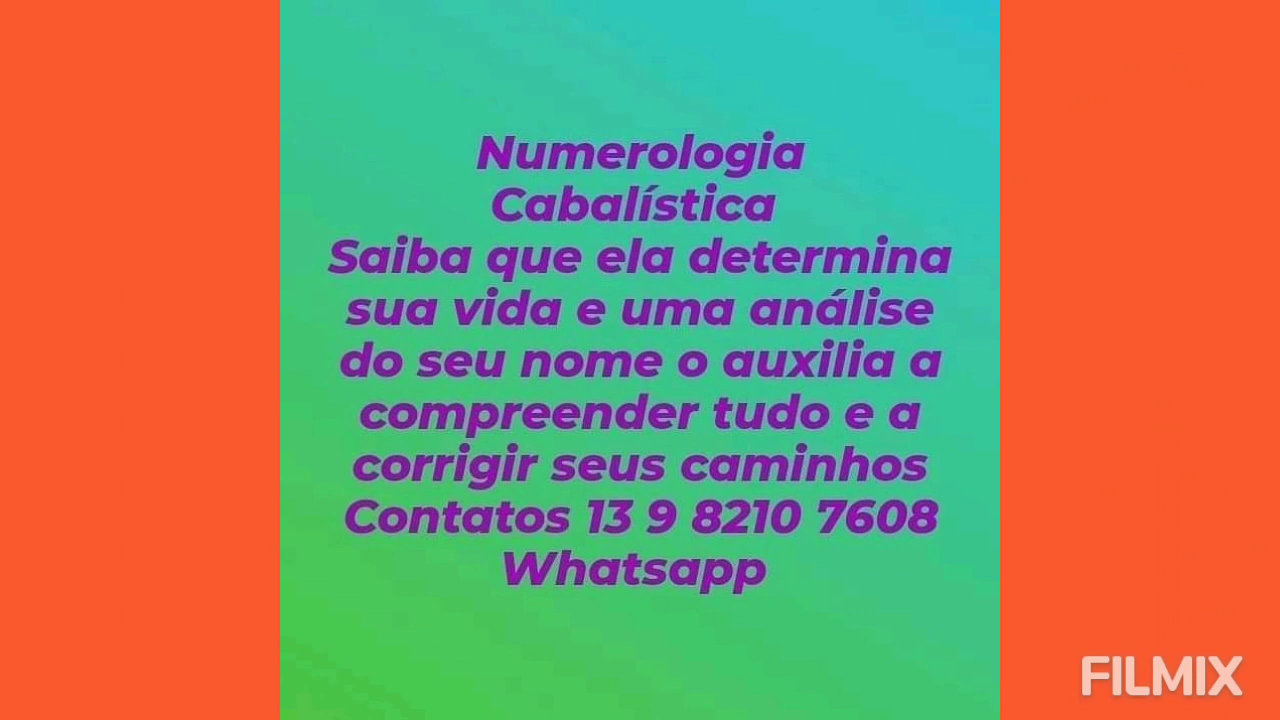 Numerologia
Cabalística
Saiba que ela determina
sua vida e uma análise
do seu nome o auxilia a
compreender tudo e a
corrigir seus caminhos
Contatos 13 9 8210 7608
Whatsapp
FILMIX